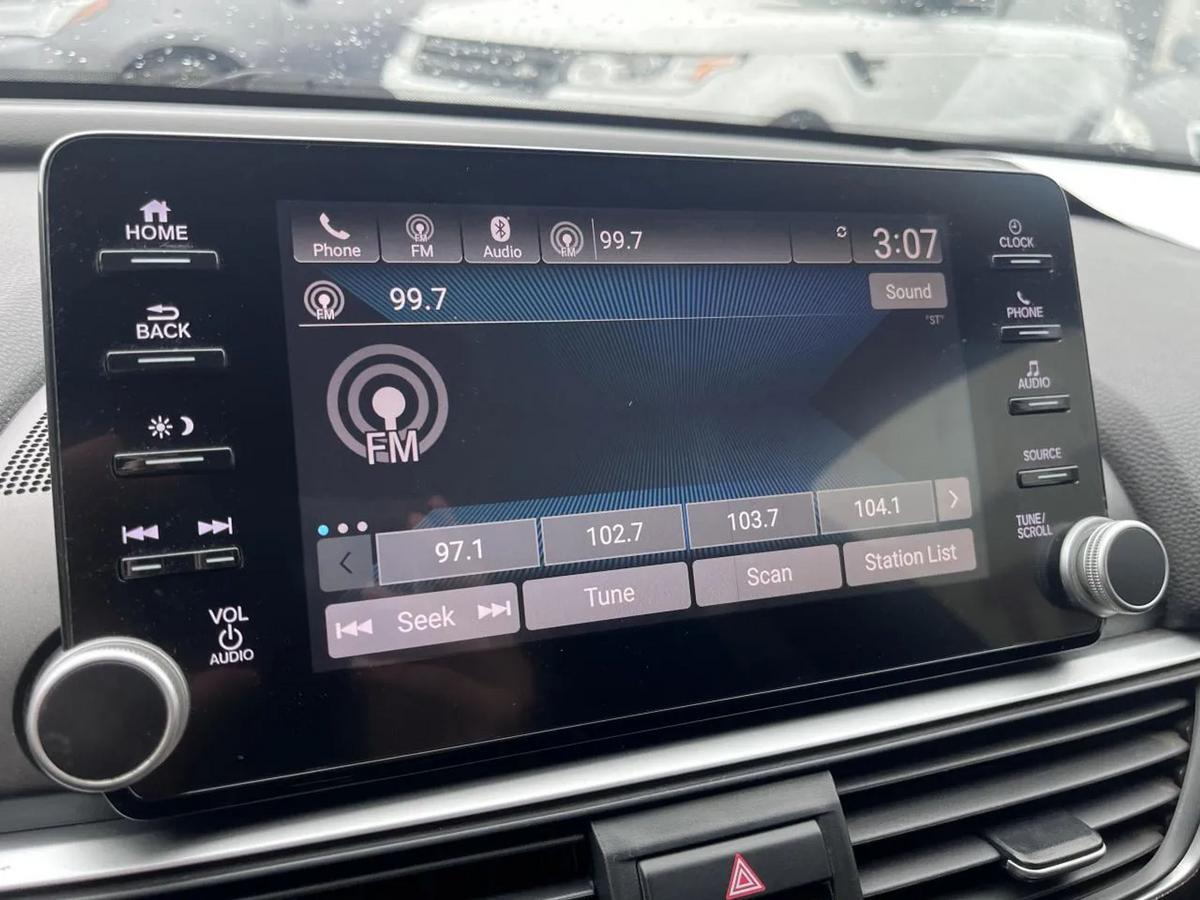 HOME
BACK
VOL
AUDIO
Phone
FM
FM
Audio
FM
99.7
3:07
FM
99.7
Sound
"ST"
FM
97.1
102.7
103.7
104.1
Seek
Tune
Scan
Station List
CLOCK
PHONE
AUDIO
SOURCE
TUNE/
SCROLL